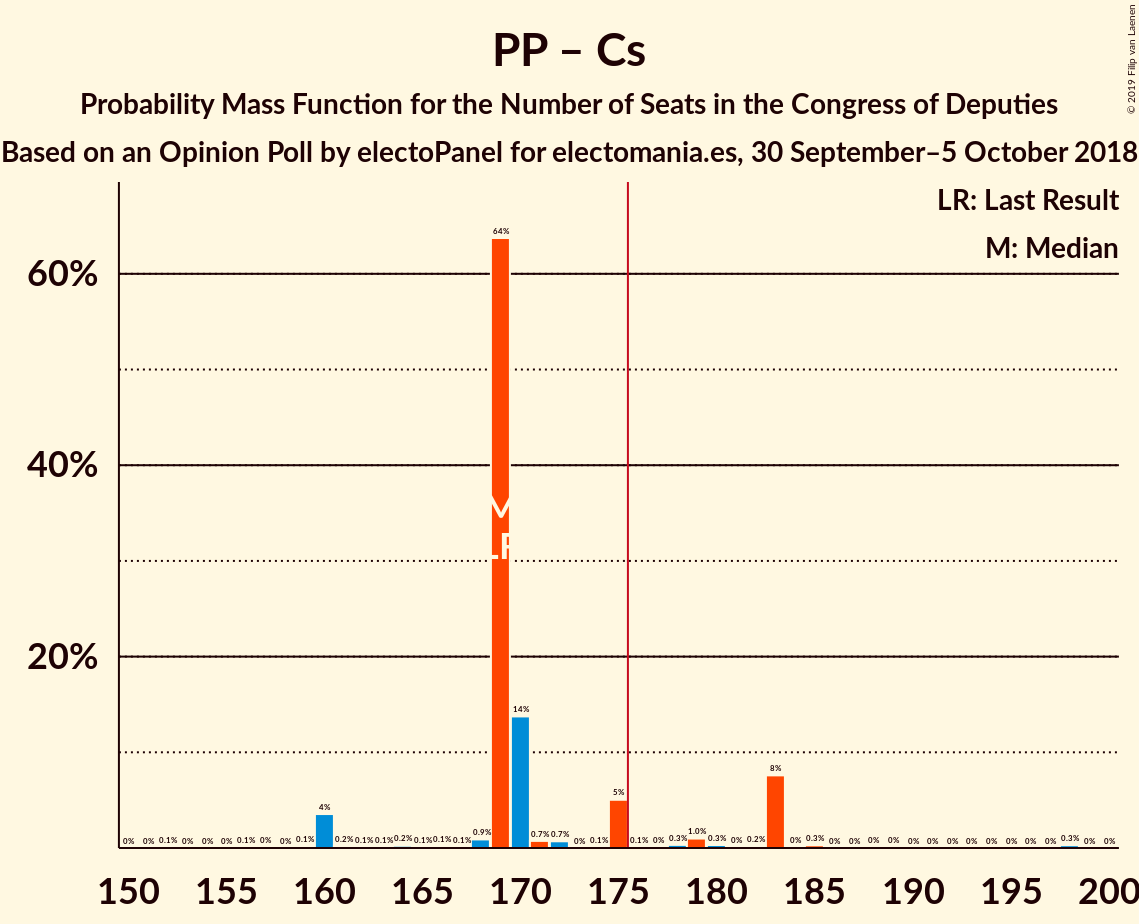 PP – Cs
Probability Mass Function for the Number of Seats in the Congress of Deputies
Based on an Opinion Poll by electoPanel for electomania.es, 30 September–5 October 2018
© 2019 Filip van Laenen
LR: Last Result
M: Median
60%
40%
20%
0% 0% 0.1% 0% 0% 0% 0.1% 0% 0% 0.1% 4% 0.2% 0.1% 0.1% 0.2% 0.1% 0.1% 0.1% 0.9% 64% 14% 0.7% 0.7% 0% 0.1% 5% 0.1% 0% 0.3% 1.0% 0.3% 0% 0.2% 8% 0% 0.3% 0% 0% 0% 0% 0% 0% 0% 0% 0% 0% 0% 0% 0.3% 0% 0%
M
LR
150 155 160 165 170 175 180 185 190 195 200